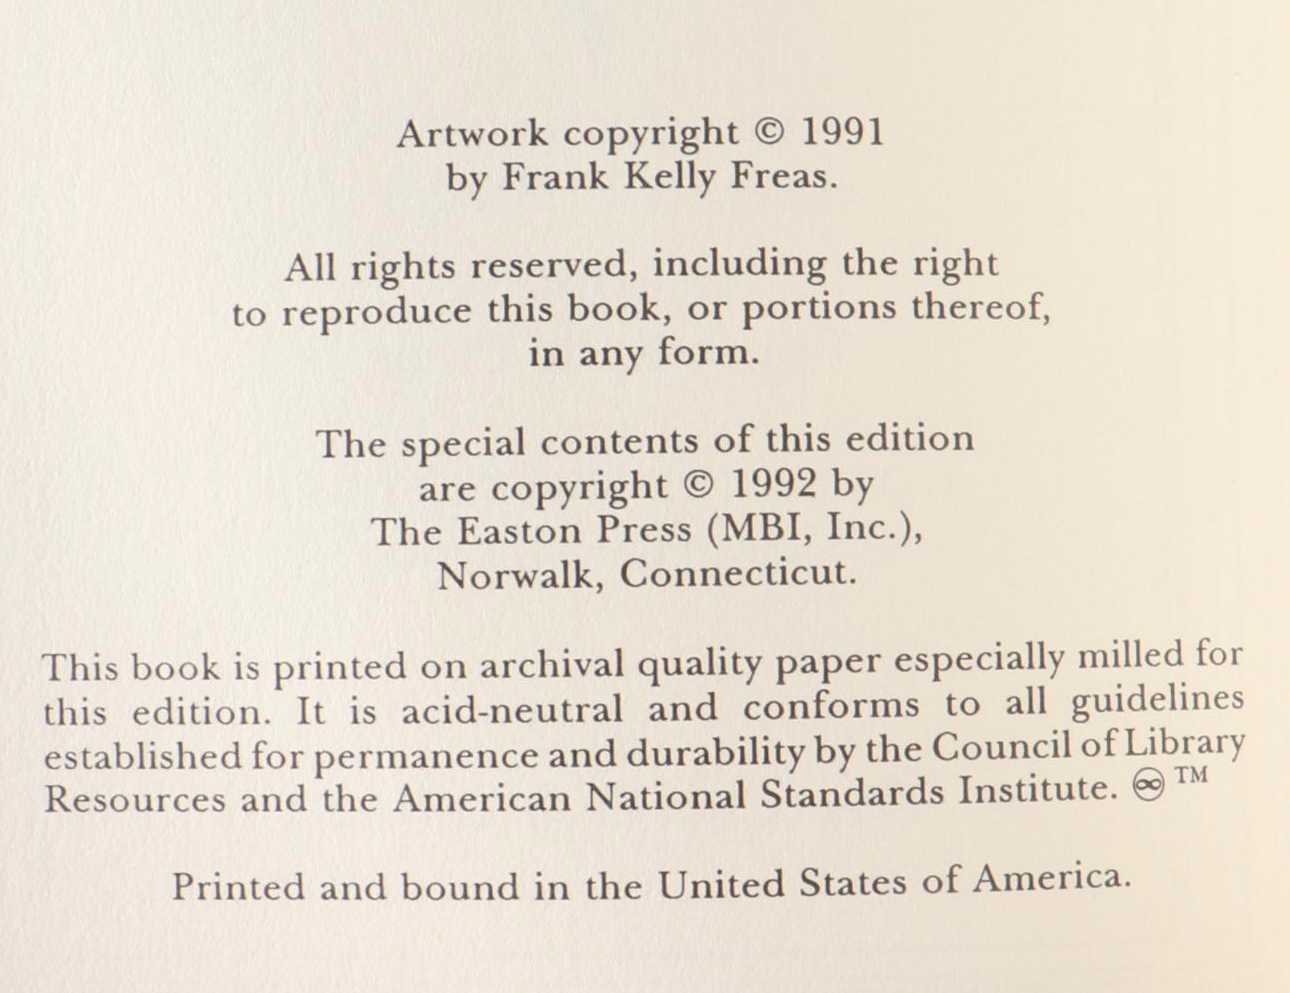 Artwork copyright © 1991
by Frank Kelly Freas.
All rights reserved, including the right
to reproduce this book, or portions thereof,
in any form.
The special contents of this edition
are copyright © 1992 by
The Easton Press (MBI, Inc.),
Norwalk, Connecticut.
This book is printed on archival quality paper especially milled for
this edition. It is acid-neutral and conforms to all guidelines
established for permanence and durability by the Council of Library
Resources and the American National Standards Institute. ♾ ™
Printed and bound in the United States of America.